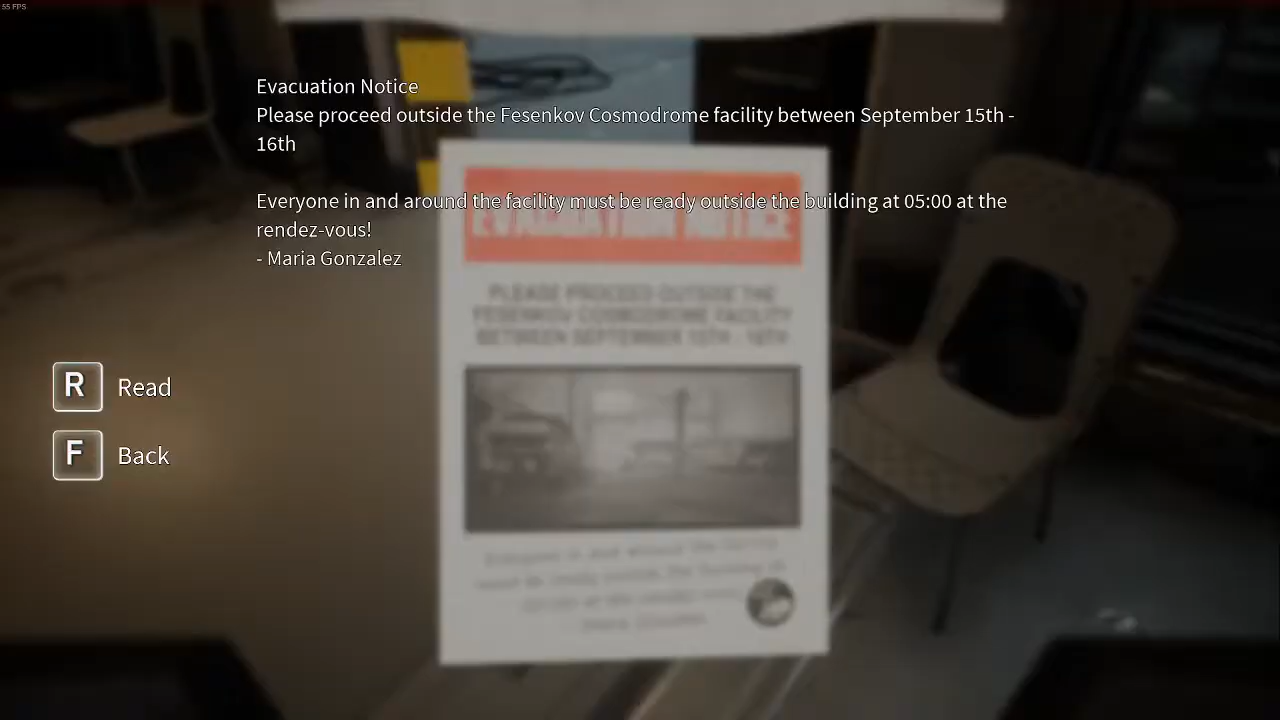 55 FPS
Evacuation Notice
Please proceed outside the Fesenkov Cosmodrome facility between September 15th -
16th
Everyone in and around the facility must be ready outside the building at 05:00 at the
rendez-vous!
- Maria Gonzalez
EVACUATION NOTICE
PLEASE PROCEED OUTSIDE THE
FESENKOV COSMODROME FACILITY
BETWEEN SEPTEMBER 15TH - 16TH
R Read
F Back